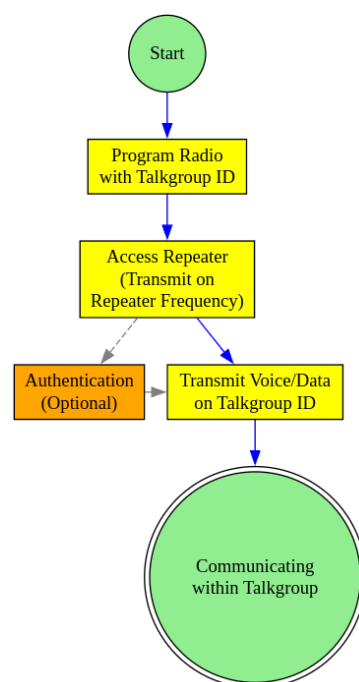 Start
Program Radio
with Talkgroup ID
Access Repeater
(Transmit on
Repeater Frequency)
Authentication
(Optional)
Transmit Voice/Data
on Talkgroup ID
Communicating
within Talkgroup